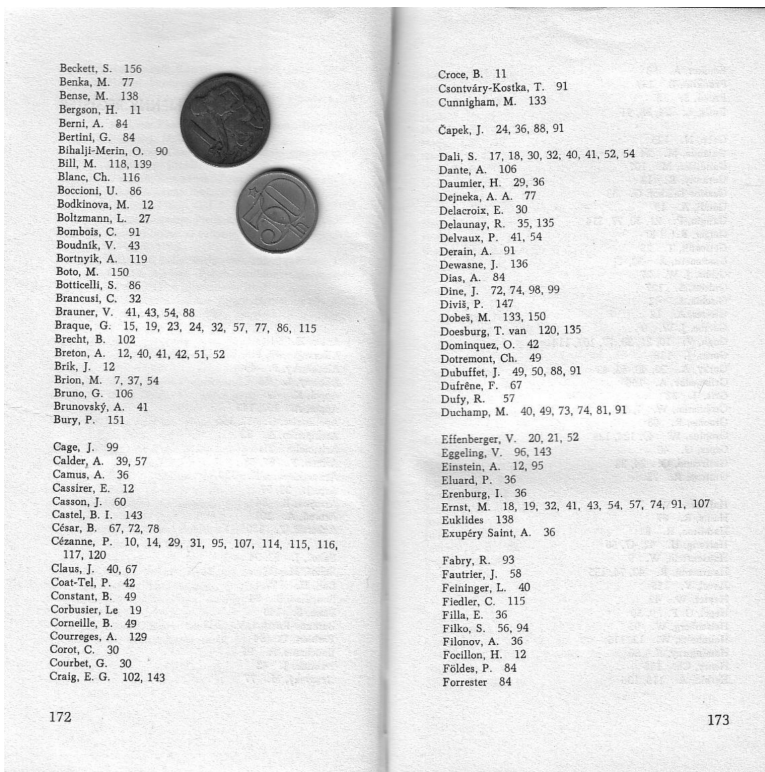 Beckett, S. 156
Benka, M. 77
Bense, M. 138
Bergson, H. 11
Berni, A. 84
Bertini, G. 84
Bihalji-Merin, O. 90
Bill, M. 118, 139
Blanc, Ch. 116
Boccioni, U. 86
Bodkinova, M. 12
Boltzmann, L. 27
Bombois, C. 91
Boudník, V. 43
Bortnyik, A. 119
Boto, M. 150
Botticelli, S. 86
Brancusi, C. 32
Brauner, V. 41, 43, 54, 88
Braque, G. 15, 19, 23, 24, 32, 57, 77, 86, 115
Brecht, B. 102
Breton, A. 12, 40, 41, 42, 51, 52
Brik, J. 12
Brion, M. 7, 37, 54
Bruno, G. 106
Brunovský, A. 41
Bury, P. 151
Cage, J. 99
Calder, A. 39, 57
Camus, A. 36
Cassirer, E. 12
Casson, J. 60
Castel, B. I. 143
César, B. 67, 72, 78
Cézanne, P. 10, 14, 29, 31, 95, 107, 114, 115, 116,
117, 120
Claus, J. 40, 67
Coat-Tel, P. 42
Constant, B. 49
Corbusier, Le 19
Corneille, B. 49
Courreges, A. 129
Corot, C. 30
Courbet, G. 30
Craig, E. G. 102, 143
172
1
50
h
Croce, B. 11
Csontváry-Kostka, T. 91
Cunnigham, M. 133
Čapek, J. 24, 36, 88, 91
Dali, S. 17, 18, 30, 32, 40, 41, 52, 54
Dante, A. 106
Daumier, H. 29, 36
Dejneka, A. A. 77
Delacroix, E. 30
Delaunay, R. 35, 135
Delvaux, P. 41, 54
Derain, A. 91
Dewasne, J. 136
Dias, A. 84
Dine, J. 72, 74, 98, 99
Diviš, P. 147
Dobeš, M. 133, 150
Doesburg, T. van 120, 135
Dominquez, O. 42
Dotremont, Ch. 49
Dubuffet, J. 49, 50, 88, 91
Dufrêne, F. 67
Dufy, R. 57
Duchamp, M. 40, 49, 73, 74, 81, 91
Effenberger, V. 20, 21, 52
Eggeling, V. 96, 143
Einstein, A. 12, 95
Eluard, P. 36
Erenburg, I. 36
Ernst, M. 18, 19, 32, 41, 43, 54, 57, 74, 91, 107
Euklides 138
Exupéry Saint, A. 36
Fabry, R. 93
Fautrier, J. 58
Feininger, L. 40
Fiedler, C. 115
Filla, E. 36
Filko, S. 56, 94
Filonov, A. 36
Focillon, H. 12
Földes, P. 84
Forrester 84
173